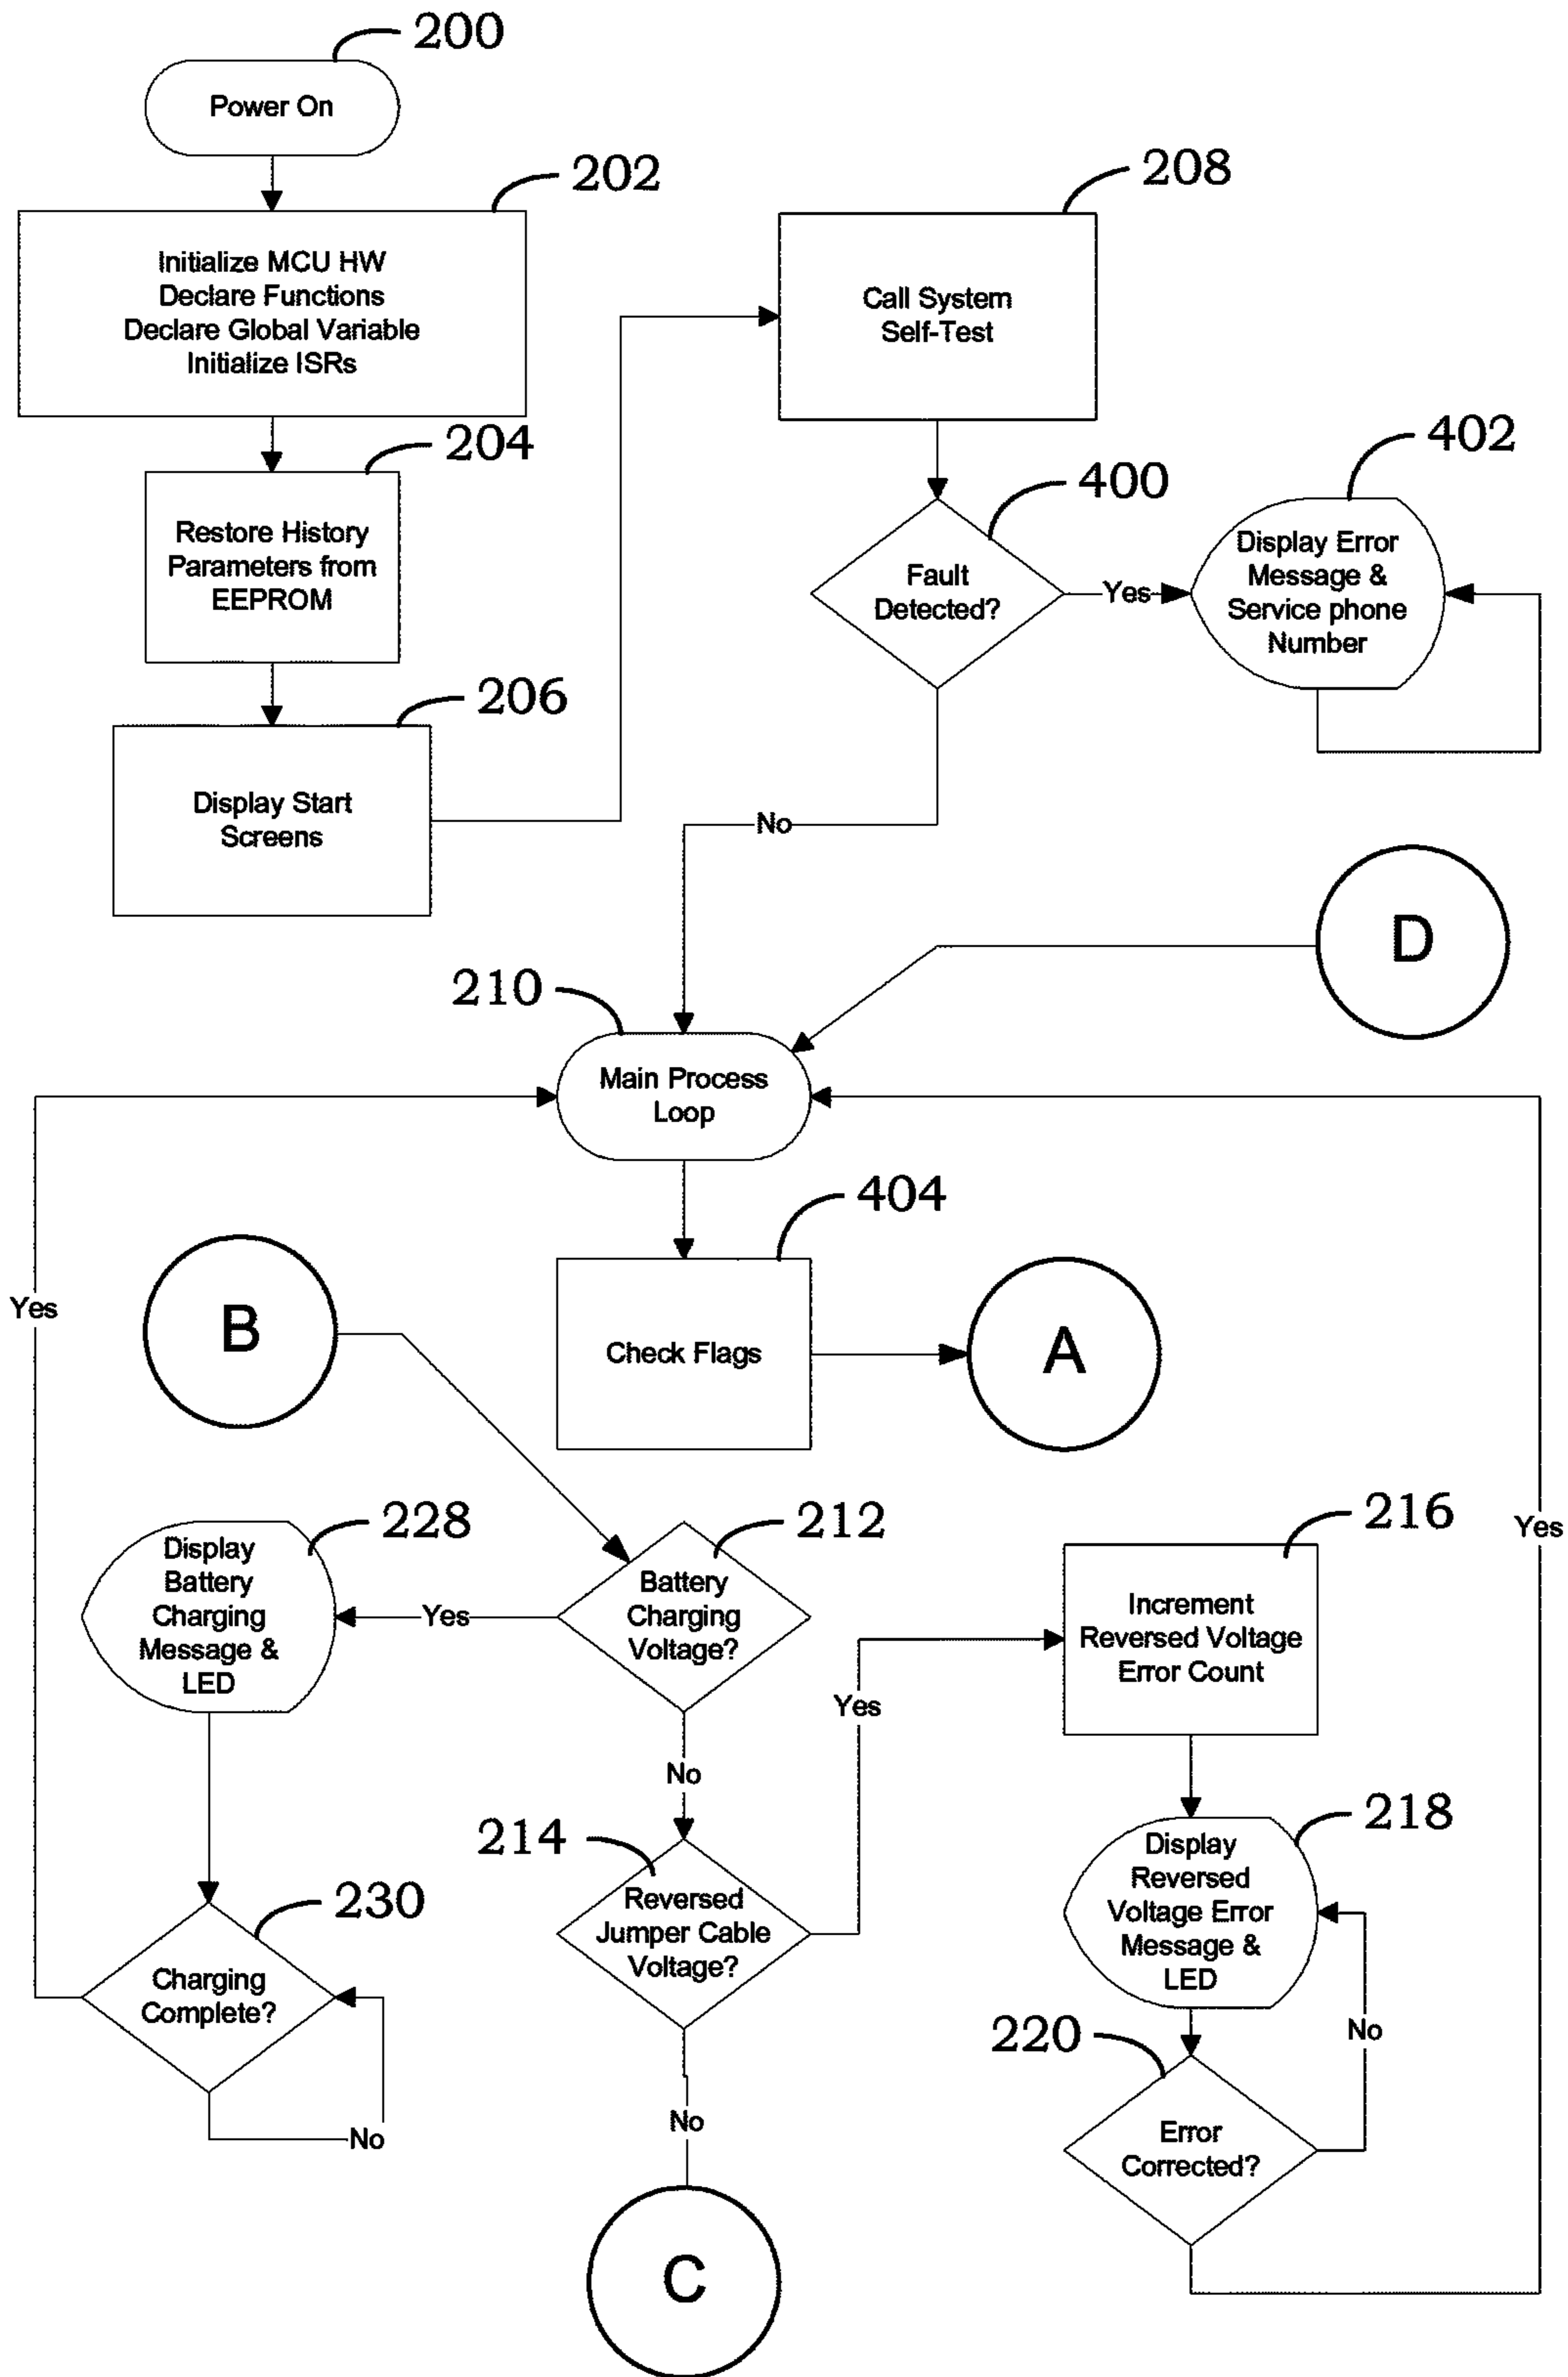 200
Power On
202
Initialize MCU HW
Declare Functions
Declare Global Variable
Initialize ISRs
204
Restore History
Parameters from
EEPROM
206
Display Start
Screens
208
Call System
Self-Test
400
Fault
Detected?
Yes
402
Display Error
Message &
Service phone
Number
No
D
210
Main Process
Loop
404
Check Flags
A
B
Yes
Yes
212
Battery
Charging
Voltage?
Yes
228
Display
Battery
Charging
Message &
LED
No
230
Charging
Complete?
No
214
Reversed
Jumper Cable
Voltage?
Yes
216
Increment
Reversed Voltage
Error Count
218
Display
Reversed
Voltage Error
Message &
LED
No
220
Error
Corrected?
No
C